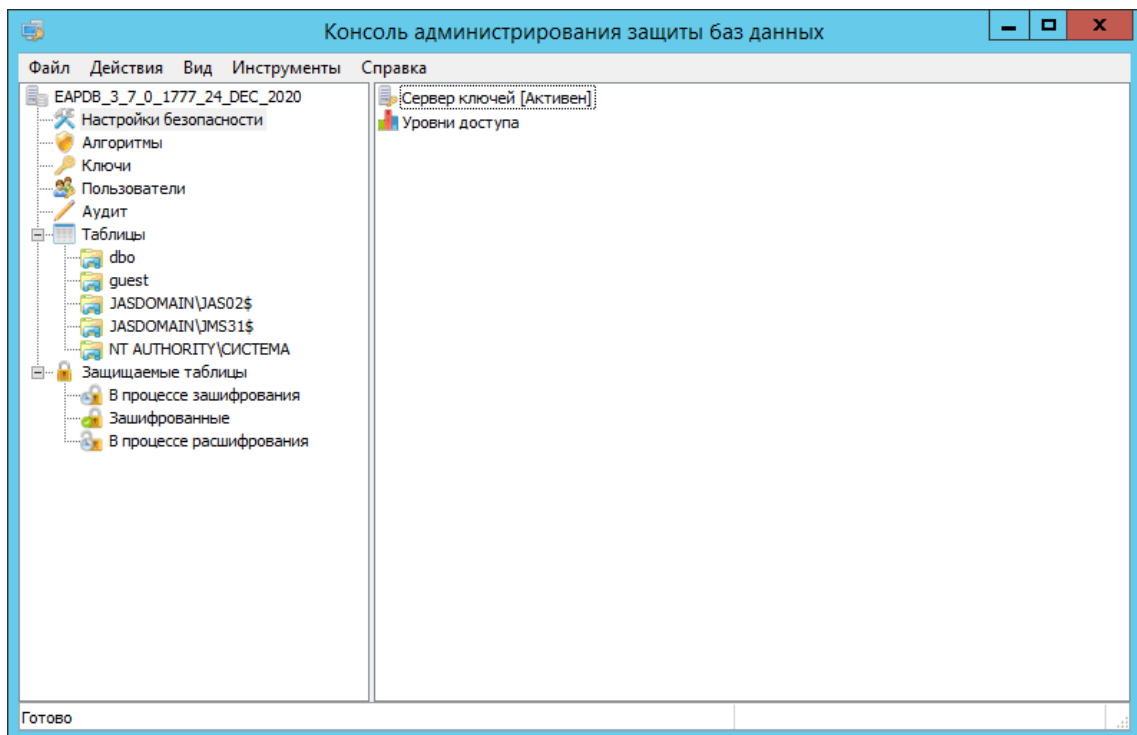 Консоль администрирования защиты баз данных
Файл Действия Вид Инструменты Справка
EAPDB_3_7_0_1777_24_DEC_2020
Настройки безопасности
Алгоритмы
Ключи
Пользователи
Аудит
Таблицы
dbo
guest
JASDOMAIN\JAS02$
JASDOMAIN\JMS31$
NT AUTHORITY\СИСТЕМА
Защищаемые таблицы
В процессе зашифрования
Зашифрованные
В процессе расшифрования
Сервер ключей [Активен]
Уровни доступа
Готово